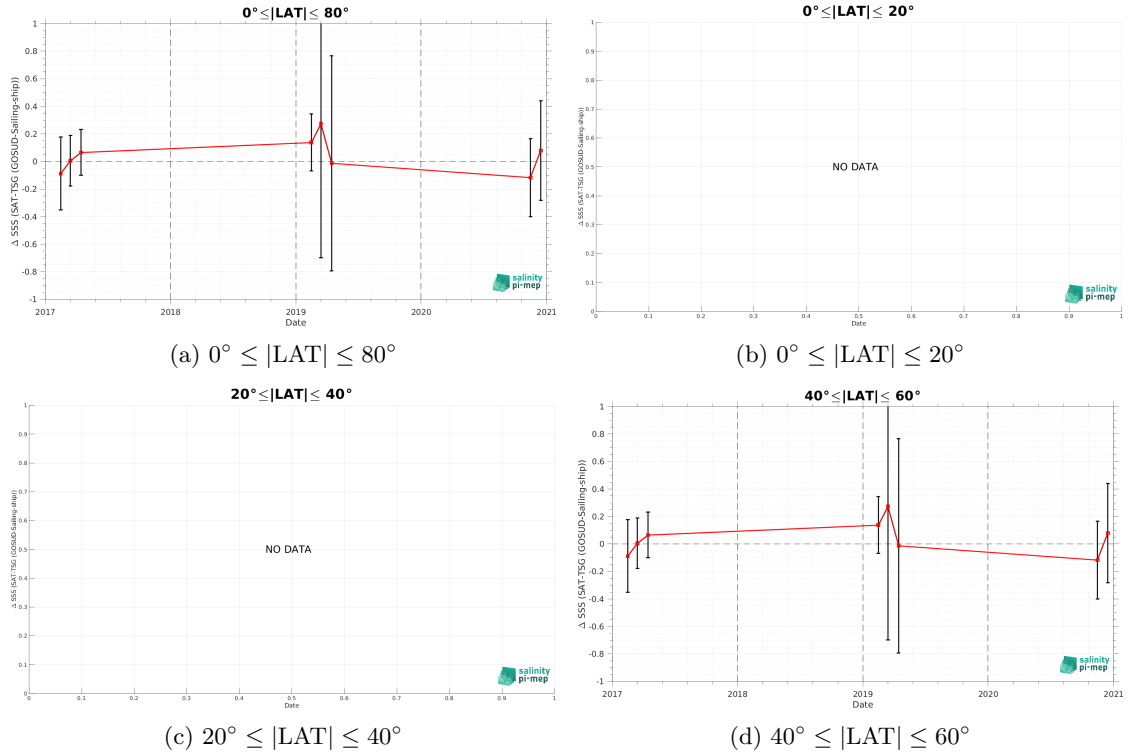 0°≤|LAT|≤ 80°
Δ SSS (SAT-TSG (GOSUD-Sailing-ship))
1
0.8
0.6
0.4
0.2
0
-0.2
-0.4
-0.6
-0.8
-1
2017 2018 2019 2020 2021
Date
salinity
pi-mep
(a) 0° ≤ |LAT| ≤ 80°
0°≤|LAT|≤ 20°
Δ SSS (SAT-TSG (GOSUD-Sailing-ship))
1
0.9
0.8
0.7
0.6
0.5
0.4
0.3
0.2
0.1
0
NO DATA
0 0.1 0.2 0.3 0.4 0.5 0.6 0.7 0.8 0.9 1
Date
salinity
pi-mep
(b) 0° ≤ |LAT| ≤ 20°
20°≤|LAT|≤ 40°
Δ SSS (SAT-TSG (GOSUD-Sailing-ship))
1
0.9
0.8
0.7
0.6
0.5
0.4
0.3
0.2
0.1
0
NO DATA
0 0.1 0.2 0.3 0.4 0.5 0.6 0.7 0.8 0.9 1
Date
salinity
pi-mep
(c) 20° ≤ |LAT| ≤ 40°
40°≤|LAT|≤ 60°
Δ SSS (SAT-TSG (GOSUD-Sailing-ship))
1
0.8
0.6
0.4
0.2
0
-0.2
-0.4
-0.6
-0.8
-1
2017 2018 2019 2020 2021
Date
salinity
pi-mep
(d) 40° ≤ |LAT| ≤ 60°